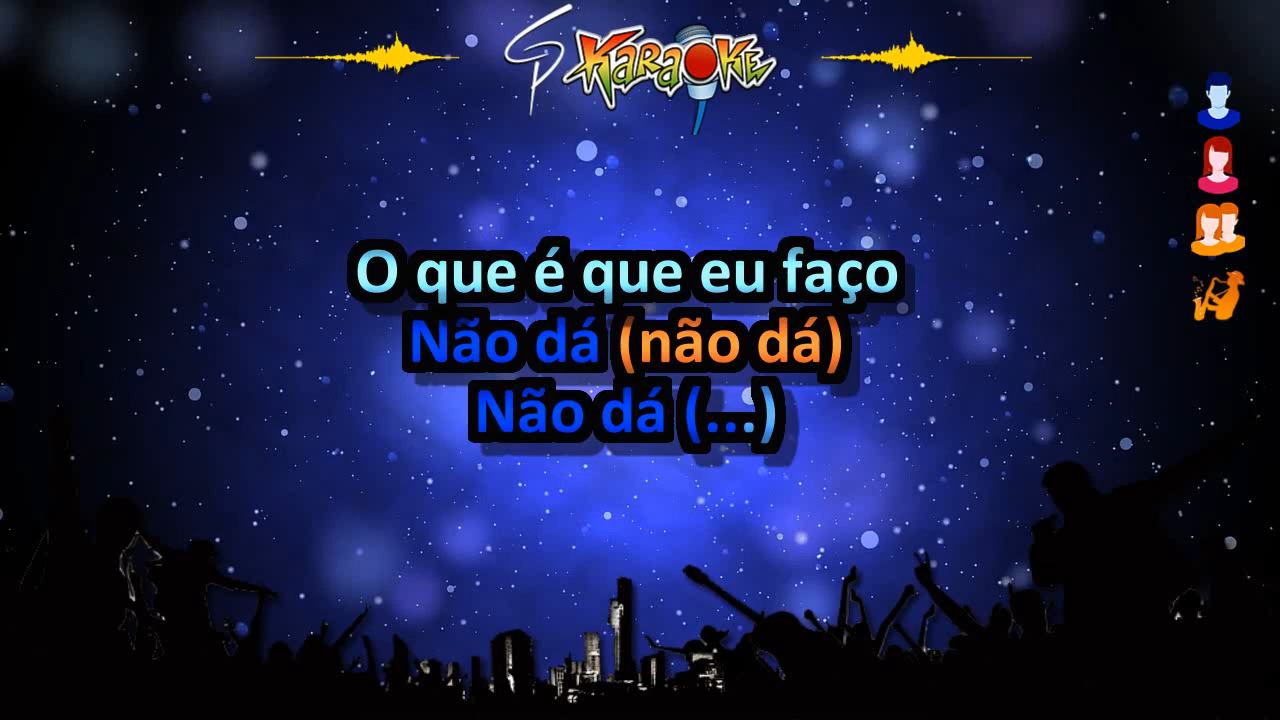 KARAOKE
O que é que eu faço
Não dá (não dá)
Não dá (...)